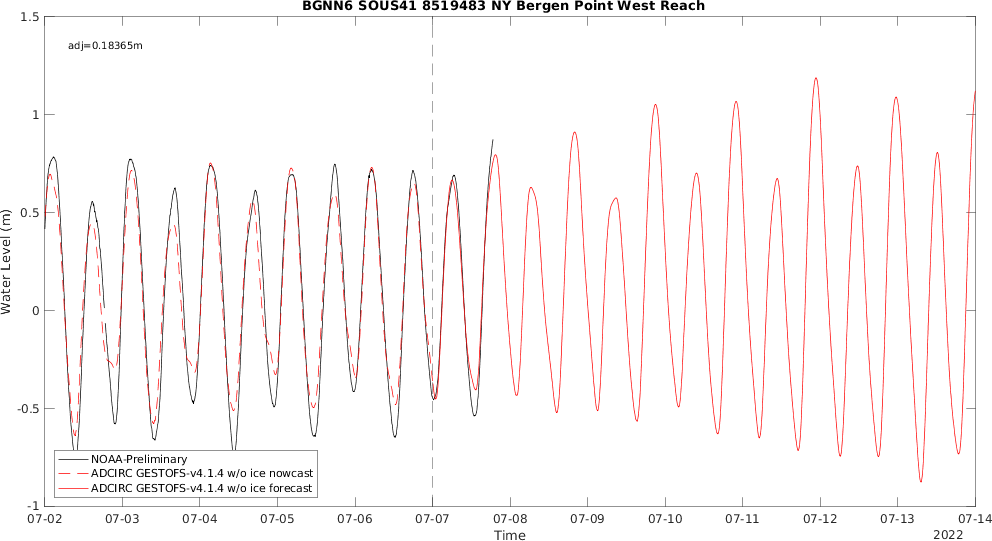 BGNN6 SOUS41 8519483 NY Bergen Point West Reach
1.5
adj=0.18365m
1
0.5
Water Level (m)
0
-0.5
NOAA-Preliminary
ADCIRC GESTOFS-v4.1.4 w/o ice nowcast
ADCIRC GESTOFS-v4.1.4 w/o ice forecast
-1
07-02 07-03 07-04 07-05 07-06 07-07 07-08 07-09 07-10 07-11 07-12 07-13 07-14
Time
2022